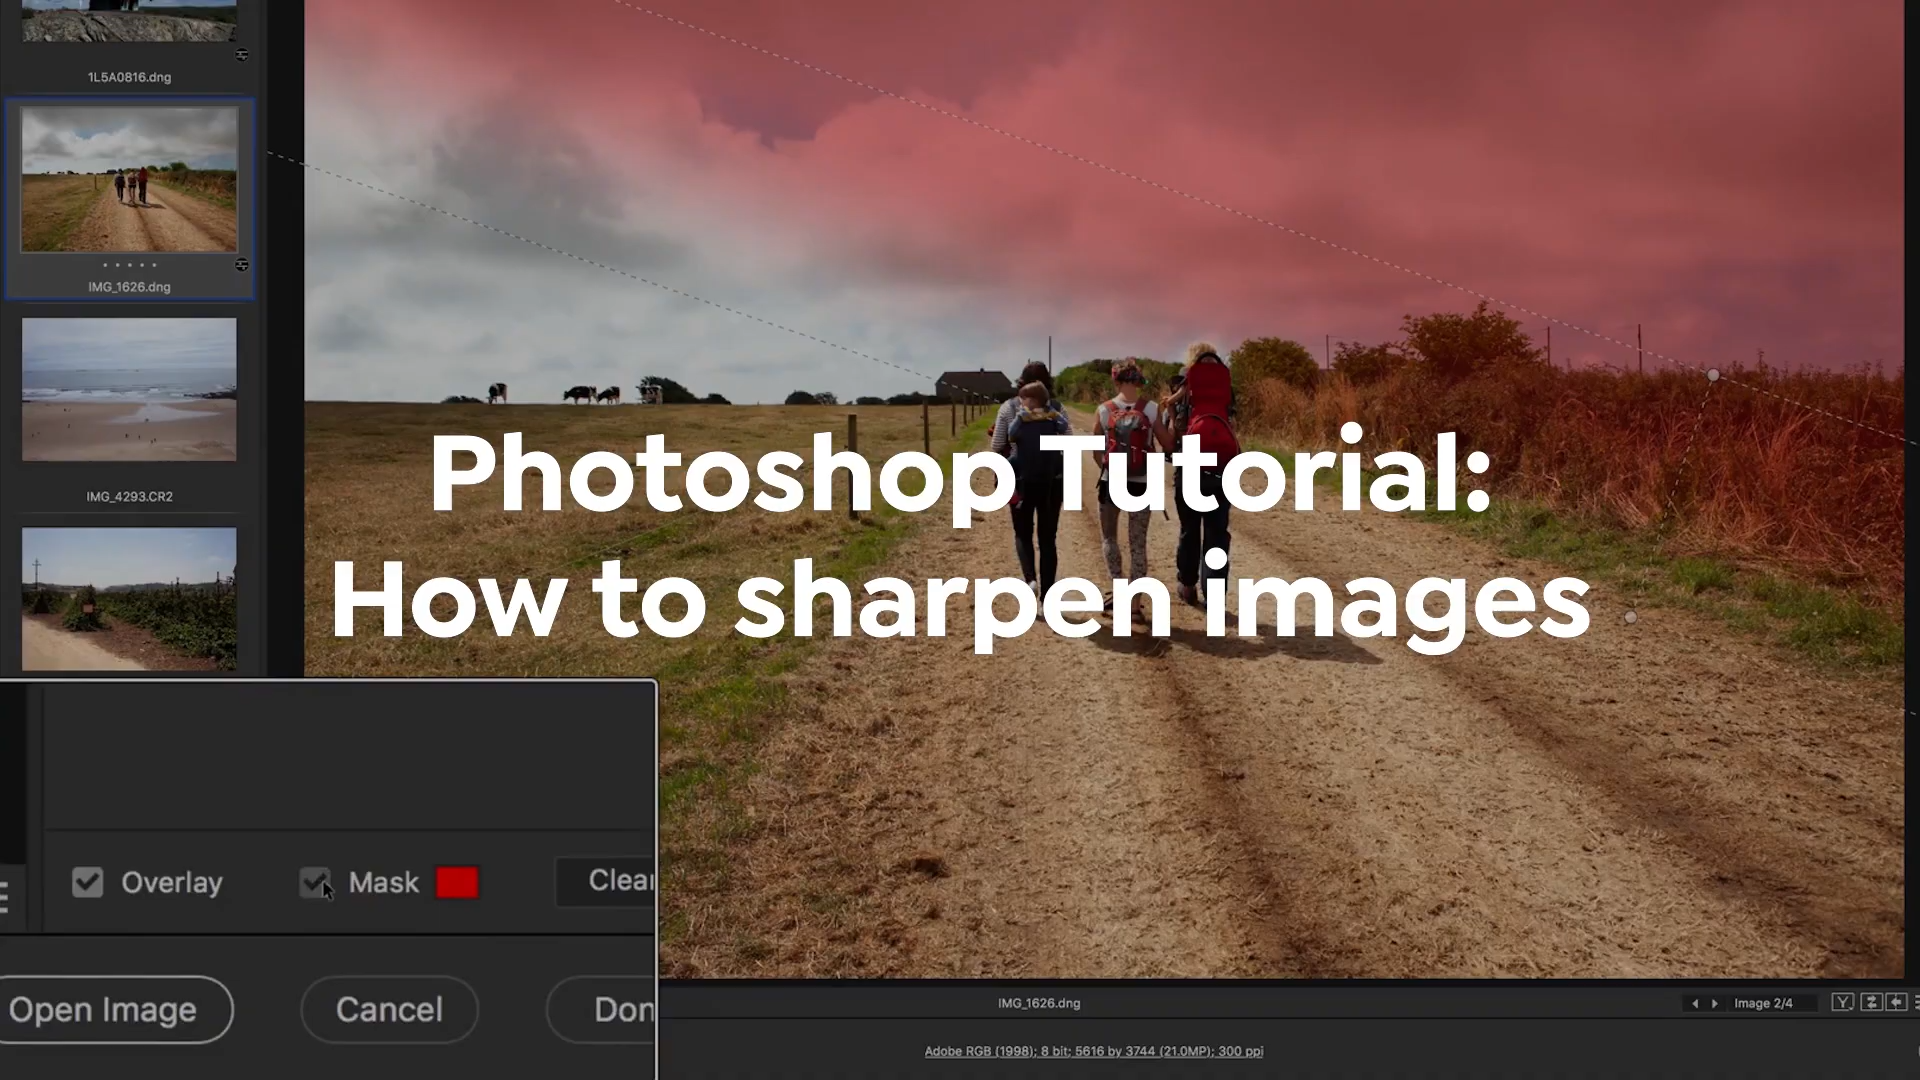 1L5A0816.dng
IMG_1626.dng
IMG_4293.CR2
Photoshop Tutorial:
How to sharpen images
Overlay
Mask
Clear
Open Image
Cancel
Don
IMG_1626.dng
Image 2/4
Y
Adobe RGB (1998); 8 bit; 5616 by 3744 (21.0MP); 300 ppi